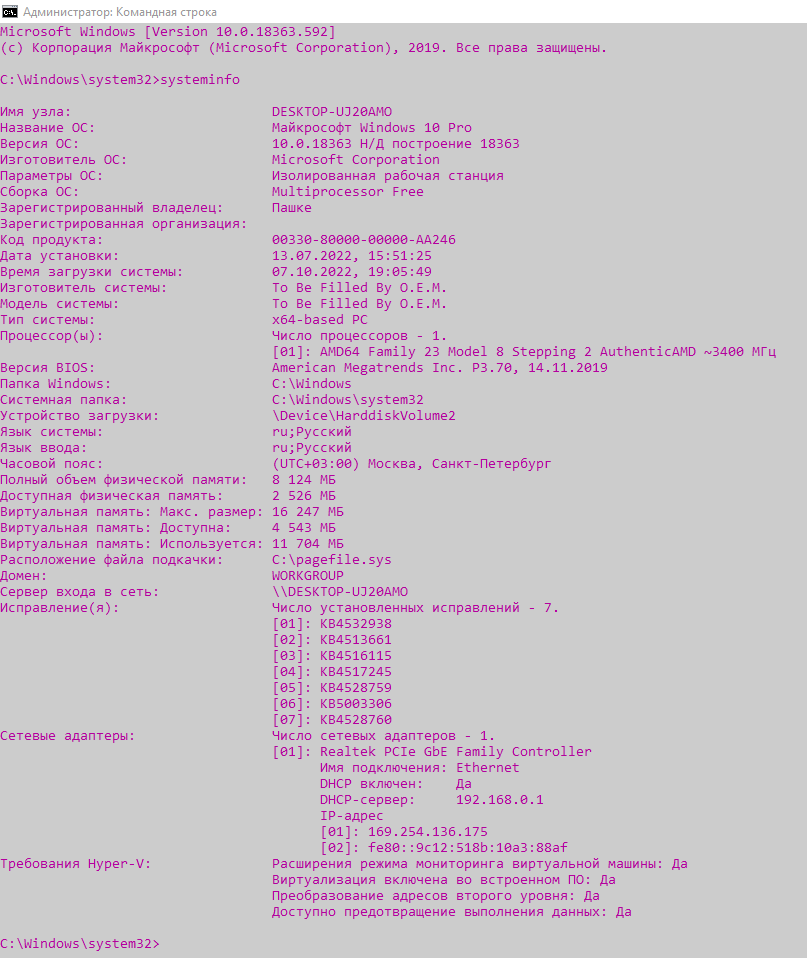 Администратор: Командная строка
Microsoft Windows [Version 10.0.18363.592]
(c) Корпорация Майкрософт (Microsoft Corporation), 2019. Все права защищены.
C:\Windows\system32>systeminfo
Имя узла: DESKTOP-UJ20AMO
Название ОС: Майкрософт Windows 10 Pro
Версия ОС: 10.0.18363 Н/Д построение 18363
Изготовитель ОС: Microsoft Corporation
Параметры ОС: Изолированная рабочая станция
Сборка ОС: Multiprocessor Free
Зарегистрированный владелец: Пашке
Зарегистрированная организация:
Код продукта: 00330-80000-00000-AA246
Дата установки: 13.07.2022, 15:51:25
Время загрузки системы: 07.10.2022, 19:05:49
Изготовитель системы: To Be Filled By O.E.M.
Модель системы: To Be Filled By O.E.M.
Тип системы: x64-based PC
Процессор(ы): Число процессоров - 1.
[01]: AMD64 Family 23 Model 8 Stepping 2 AuthenticAMD ~3400 МГц
Версия BIOS: American Megatrends Inc. P3.70, 14.11.2019
Папка Windows: C:\Windows
Системная папка: C:\Windows\system32
Устройство загрузки: \Device\HarddiskVolume2
Язык системы: ru;Русский
Язык ввода: ru;Русский
Часовой пояс: (UTC+03:00) Москва, Санкт-Петербург
Полный объем физической памяти: 8 124 МБ
Доступная физическая память: 2 526 МБ
Виртуальная память: Макс. размер: 16 247 МБ
Виртуальная память: Доступна: 4 543 МБ
Виртуальная память: Используется: 11 704 МБ
Расположение файла подкачки: C:\pagefile.sys
Домен: WORKGROUP
Сервер входа в сеть: \\DESKTOP-UJ20AMO
Исправление(я): Число установленных исправлений - 7.
[01]: KB4532938
[02]: KB4513661
[03]: KB4516115
[04]: KB4517245
[05]: KB4528759
[06]: KB5003306
[07]: KB4528760
Сетевые адаптеры: Число сетевых адаптеров - 1.
[01]: Realtek PCIe GbE Family Controller
Имя подключения: Ethernet
DHCP включен: Да
DHCP-сервер: 192.168.0.1
IP-адрес
[01]: 169.254.136.175
[02]: fe80::9c12:518b:10a3:88af
Требования Hyper-V: Расширения режима мониторинга виртуальной машины: Да
Виртуализация включена во встроенном ПО: Да
Преобразование адресов второго уровня: Да
Доступно предотвращение выполнения данных: Да
C:\Windows\system32>